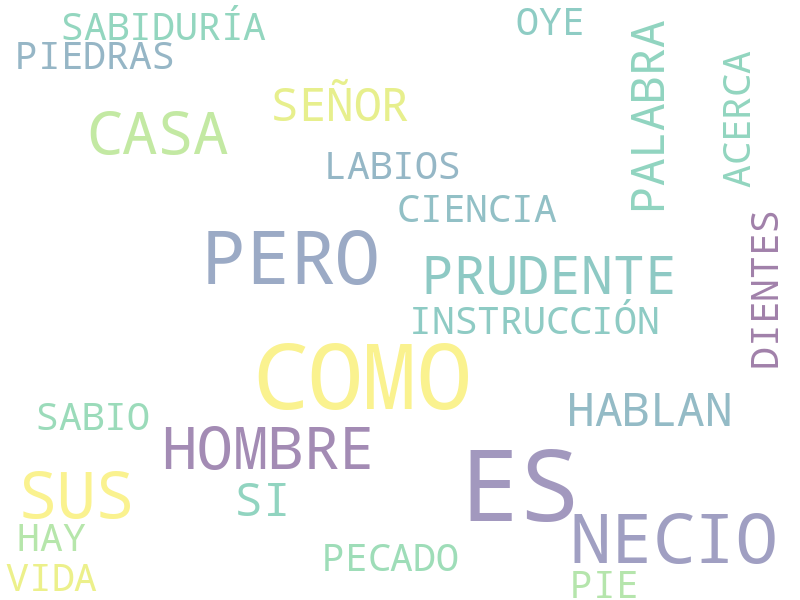 SABIDURÍA
OYE
PIEDRAS
PALABRA
ACERCA
SEÑOR
CASA
LABIOS
CIENCIA
DIENTES
PERO
PRUDENTE
INSTRUCCIÓN
COMO
HABLAN
SABIO
HOMBRE
ES
SUS
SI
NECIO
HAY
PECADO
VIDA
PIE